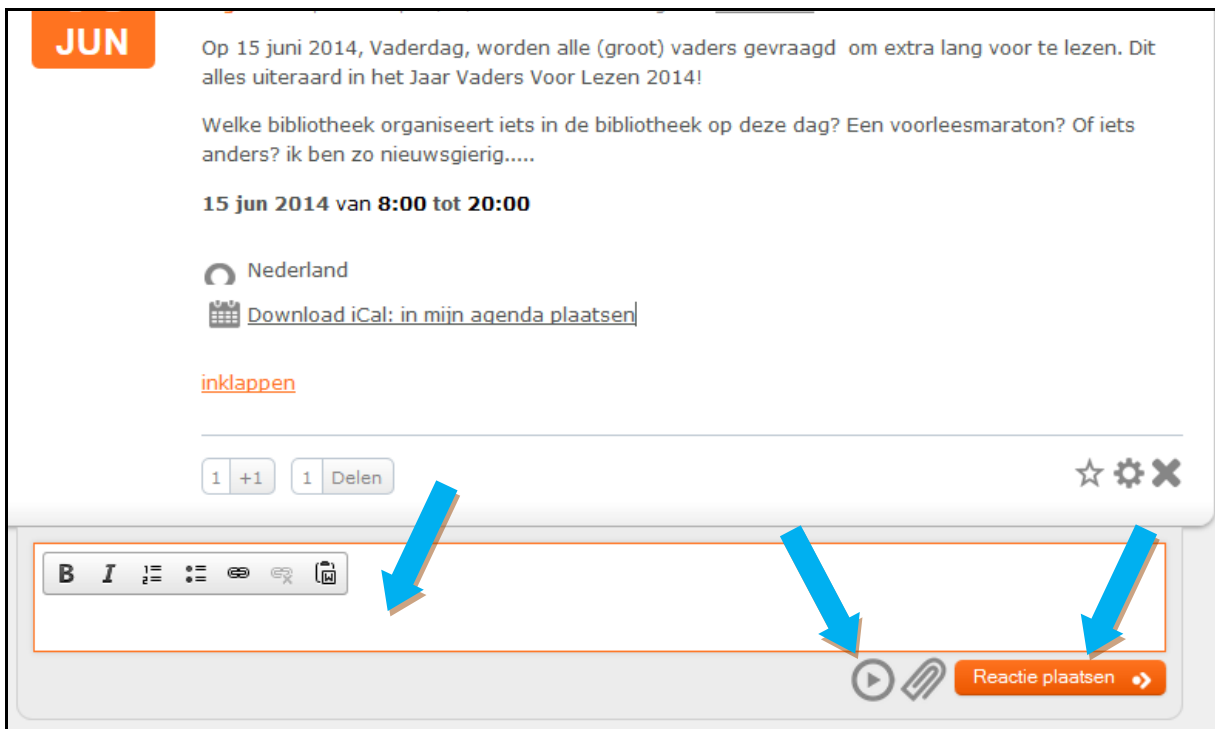 JUN
Op 15 juni 2014, Vaderdag, worden alle (groot) vaders gevraagd om extra lang voor te lezen. Dit
alles uiteraard in het Jaar Vaders Voor Lezen 2014!
Welke bibliotheek organiseert iets in de bibliotheek op deze dag? Een voorleesmaraton? Of iets
anders? ik ben zo nieuwsgierig.....
15 jun 2014 van 8:00 tot 20:00
Nederland
Download iCal: in mijn agenda plaatsen
inklappen
1 +1 1 Delen
B I
Reactie plaatsen